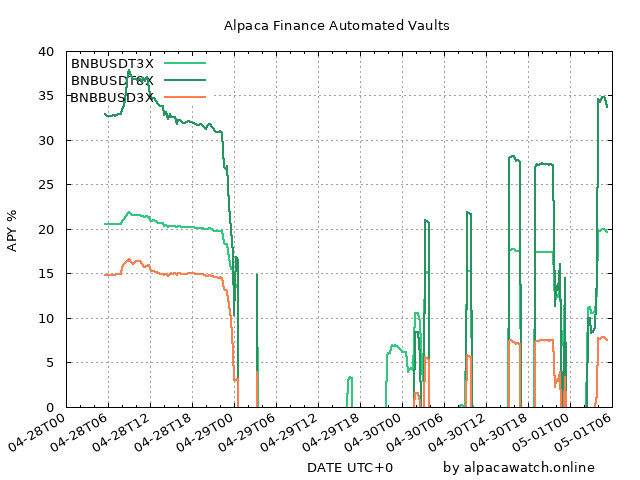 Alpaca Finance Automated Vaults
40
35
30
25
20
15
10
5
0
APY %
BNBUSDT3X
BNBUSDT8X
BNBBUSD3X
04-28T00
04-28T06
04-28T12
04-28T18
04-29T00
04-29T06
04-29T12
04-29T18
04-30T00
04-30T06
04-30T12
04-30T18
05-01T00
05-01T06
DATE UTC+0
by alpacawatch.online